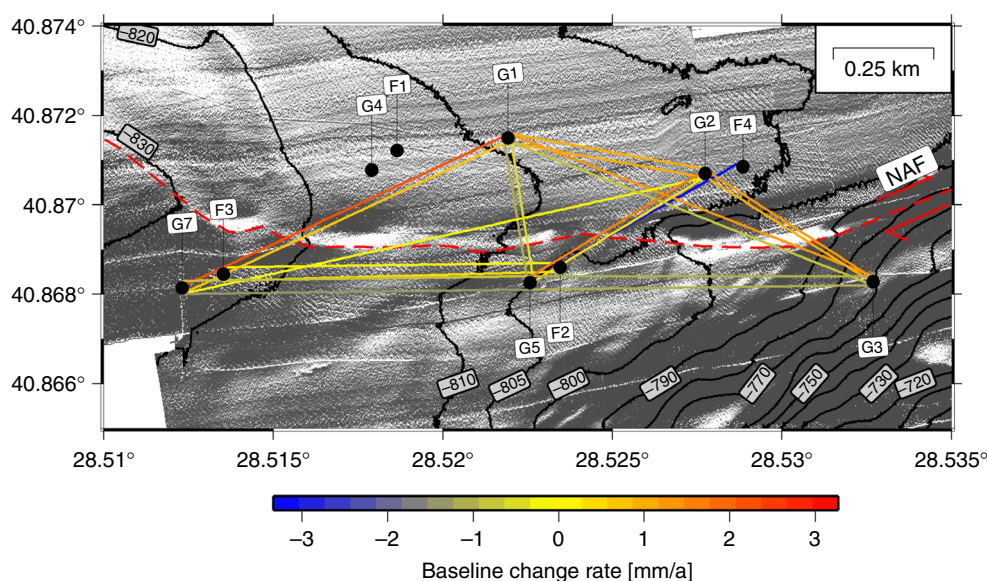 40.874°
–820
0.25 km
G1
F1
G4
G2
F4
40.872°
–830
NAF
40.87°
G7
F3
40.868°
G5
F2
G3
40.866°
–810
–805
–800
–790
–770
–750
–730
–720
28.51°
28.515°
28.52°
28.525°
28.53°
28.535°
–3
–2
–1
0
1
2
3
Baseline change rate [mm/a]